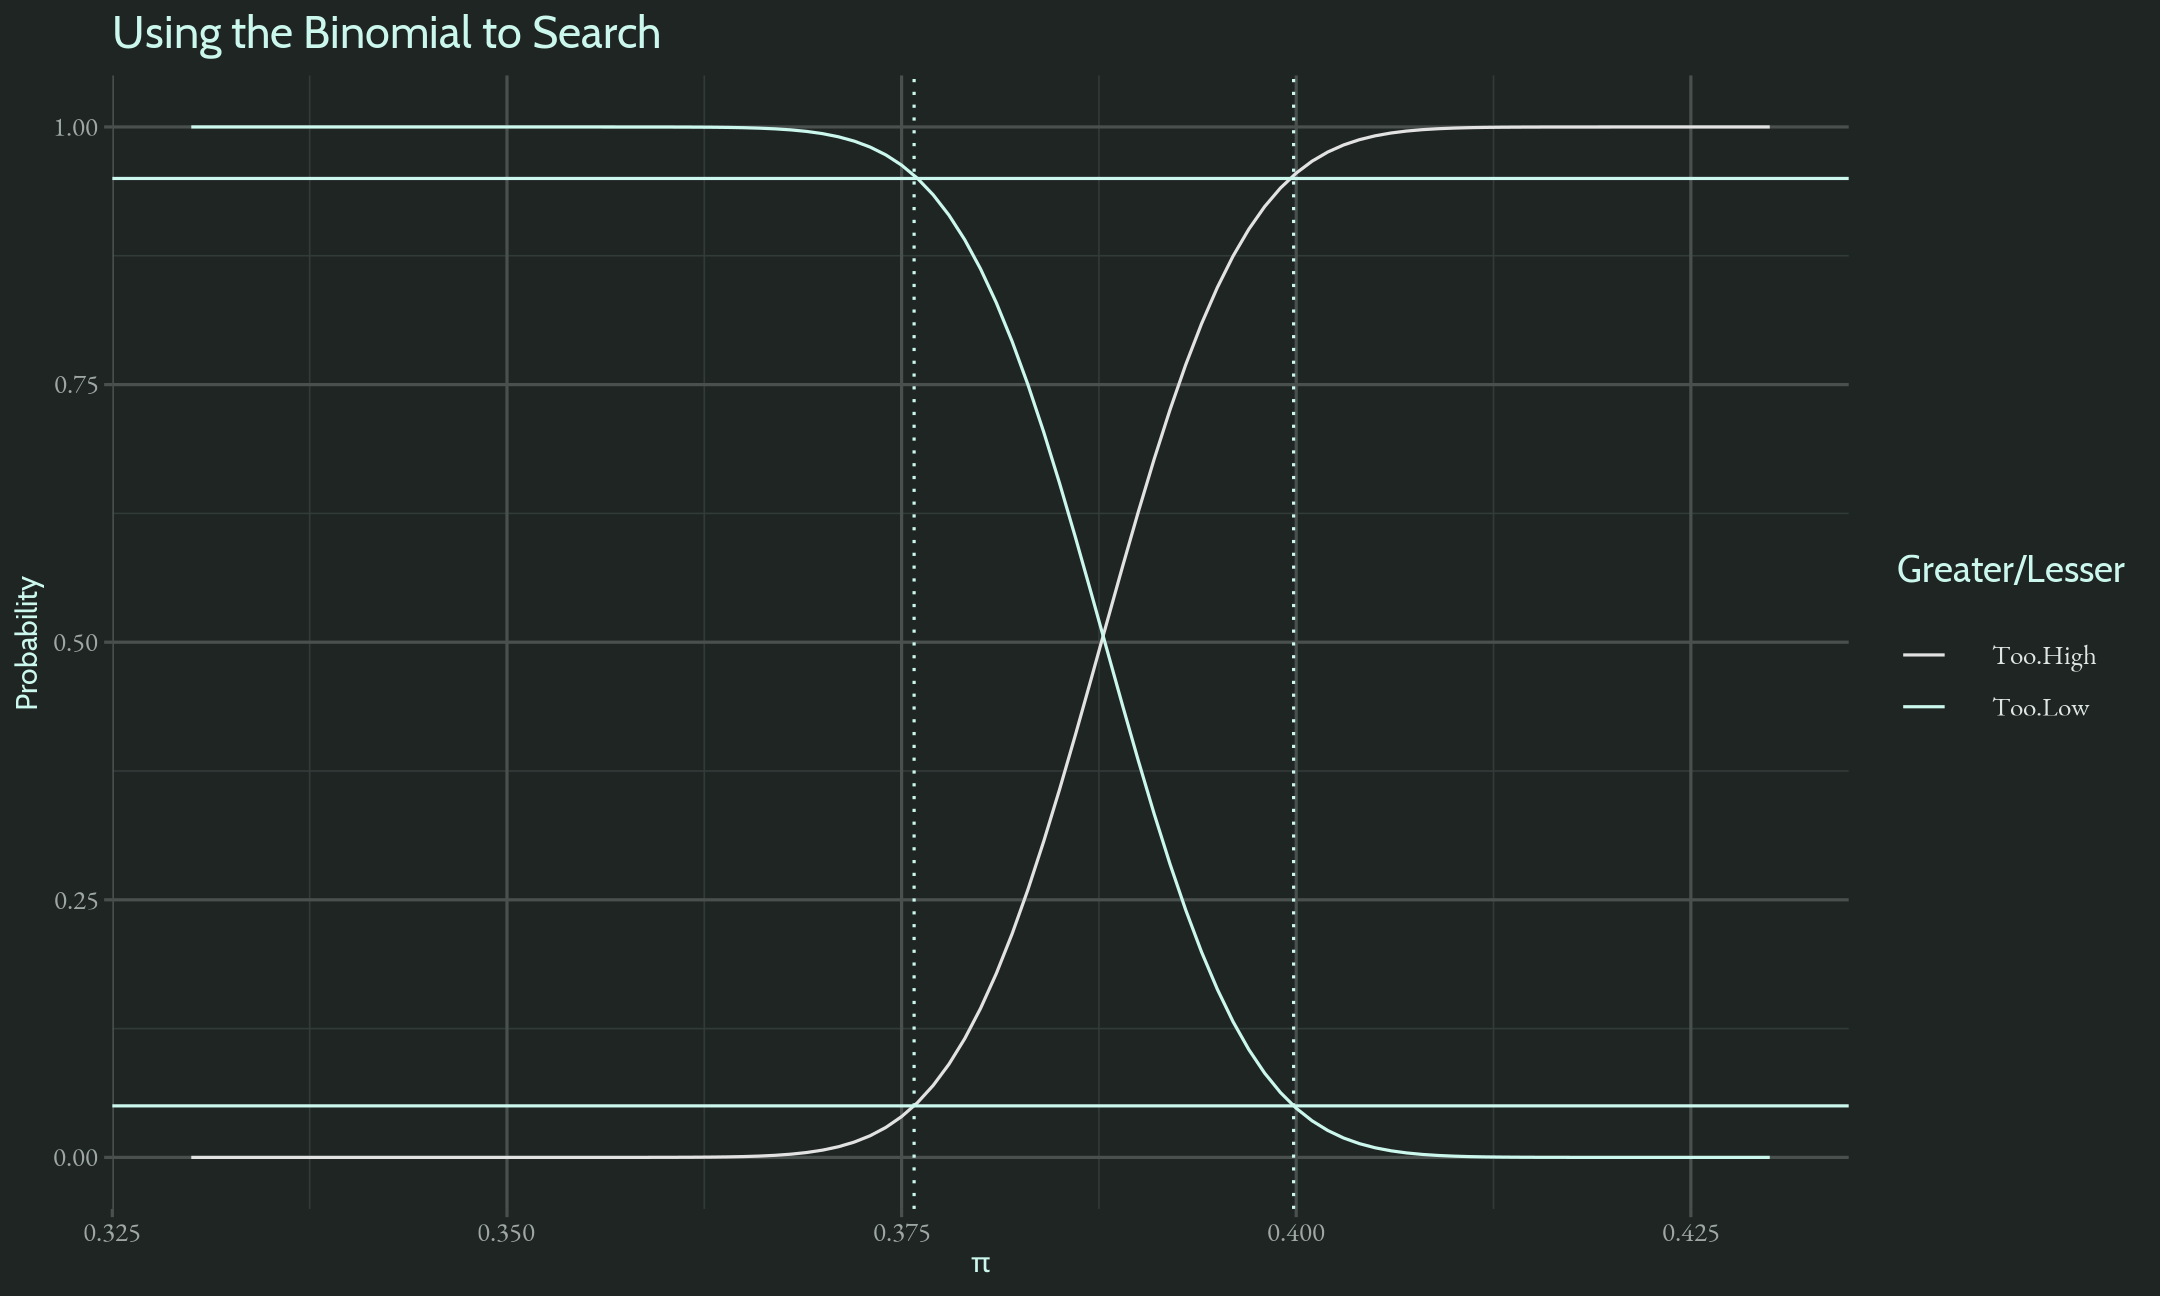 Using the Binomial to Search
1.00
0.75
0.50
0.25
0.00
Probability
0.325
0.350
0.375
0.400
0.425
π
Greater/Lesser
Too.High
Too.Low